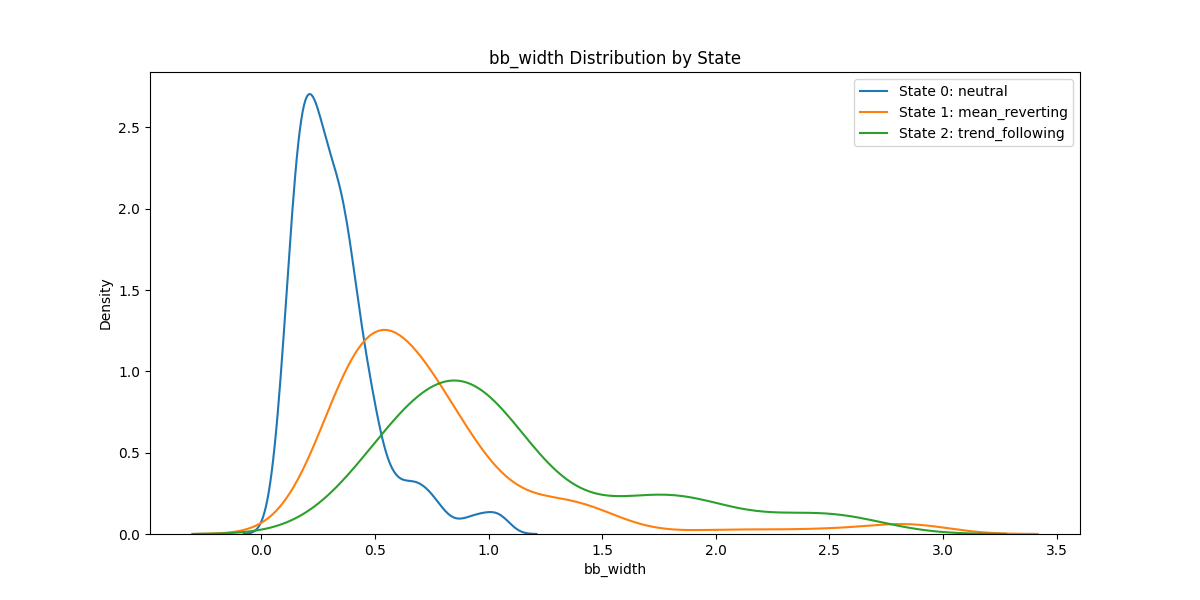 bb_width Distribution by State
State 0: neutral
State 1: mean_reverting
State 2: trend_following
Density
2.5
2.0
1.5
1.0
0.5
0.0
0.0 0.5 1.0 1.5 2.0 2.5 3.0 3.5
bb_width